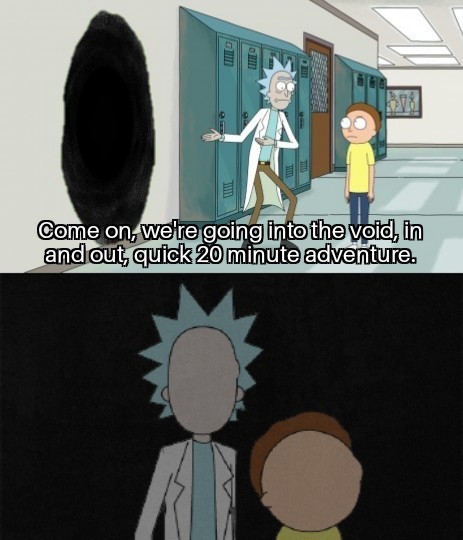 Come on, we're going into the void, in
and out, quick 20 minute adventure.